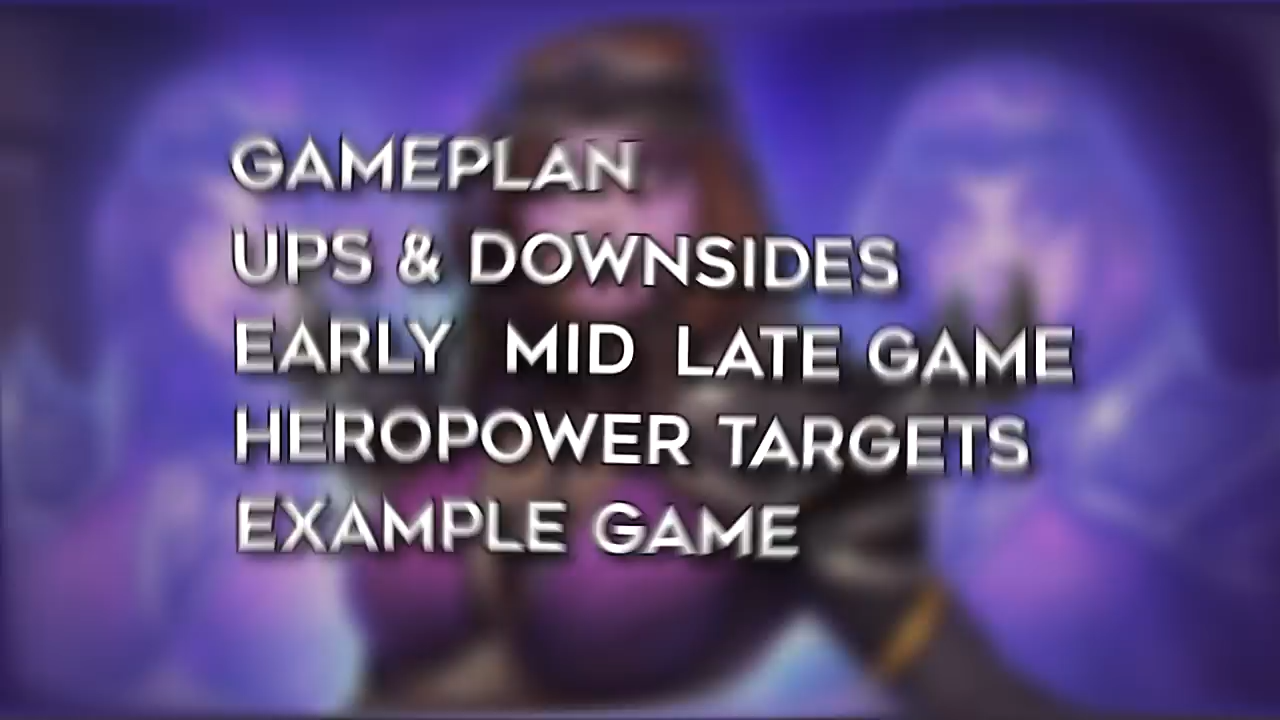 GAMEPLAN
UPS & DOWNSIDES
EARLY MID LATE GAME
HEROPOWER TARGETS
EXAMPLE GAME